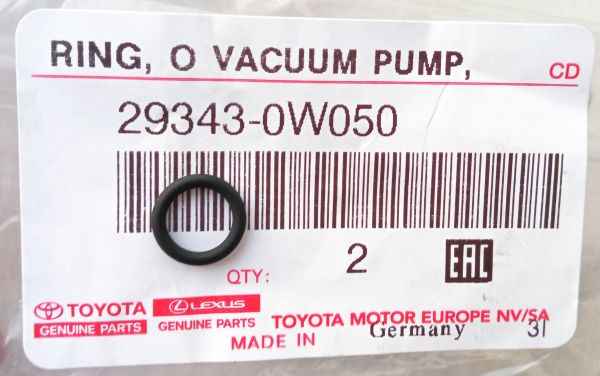 RING, O VACUUM PUMP,
CD
29343-0W050
QTY: 2
EAC
TOYOTA LEXUS
GENUINE PARTS GENUINE PARTS TOYOTA MOTOR EUROPE NV/SA
MADE IN Germany 31